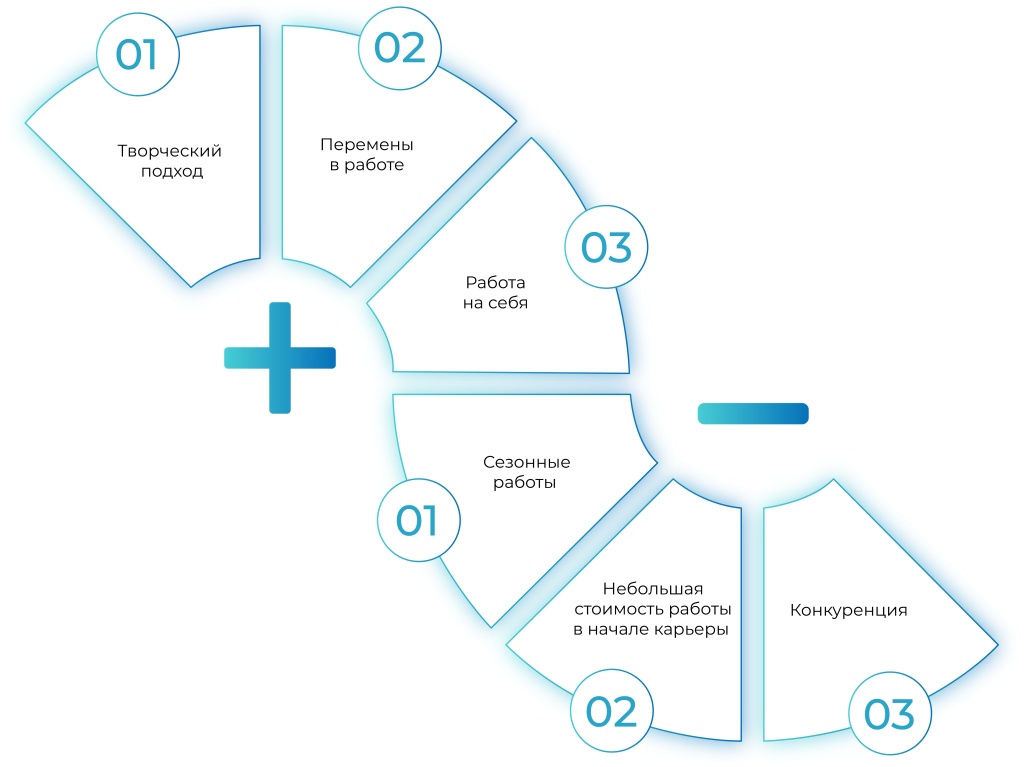 01
Творческий
подход
02
Перемены
в работе
03
Работа
на себя
01
Сезонные
работы
02
Небольшая
стоимость работы
в начале карьеры
03
Конкуренция